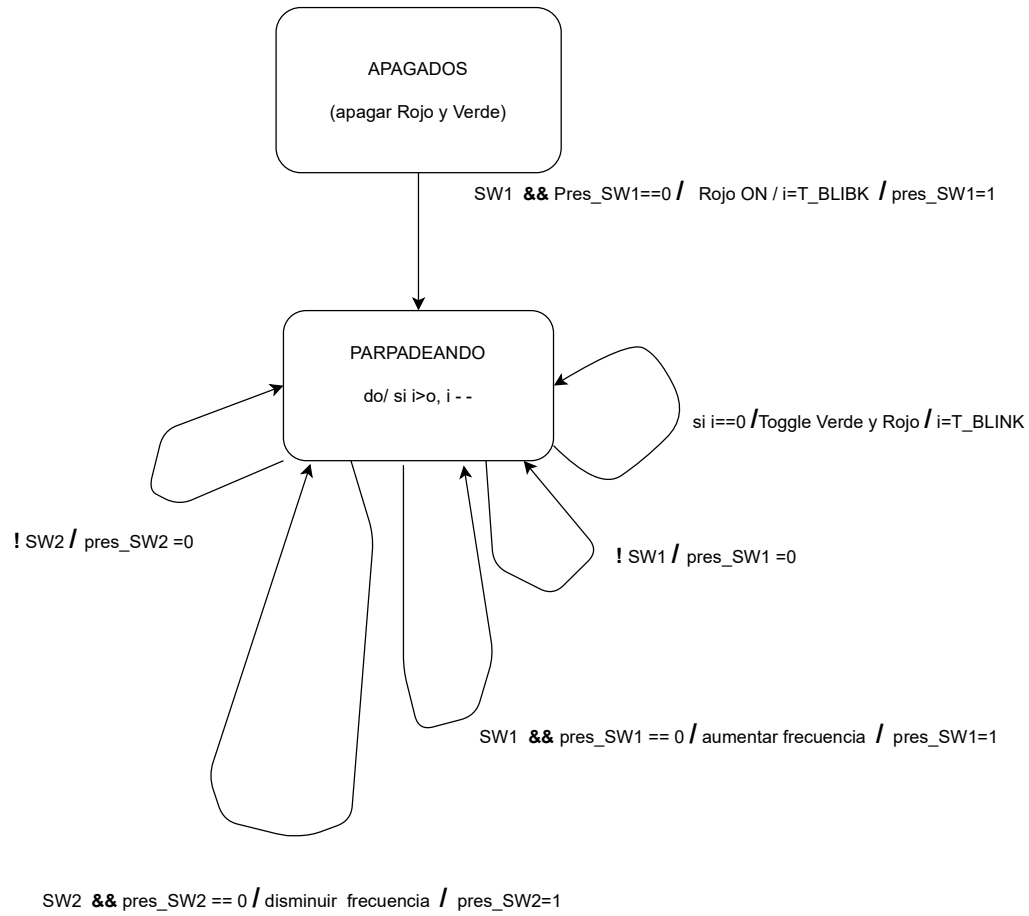 APAGADOS
(apagar Rojo y Verde)
SW1 && Pres_SW1==0 / Rojo ON / i=T_BLIBK / pres_SW1=1
PARPADEANDO
do/ si i>o, i - -
si i==0 /Toggle Verde y Rojo / i=T_BLINK
! SW2 / pres_SW2 =0
! SW1 / pres_SW1 =0
SW1 && pres_SW1 == 0 / aumentar frecuencia / pres_SW1=1
SW2 && pres_SW2 == 0 / disminuir frecuencia / pres_SW2=1